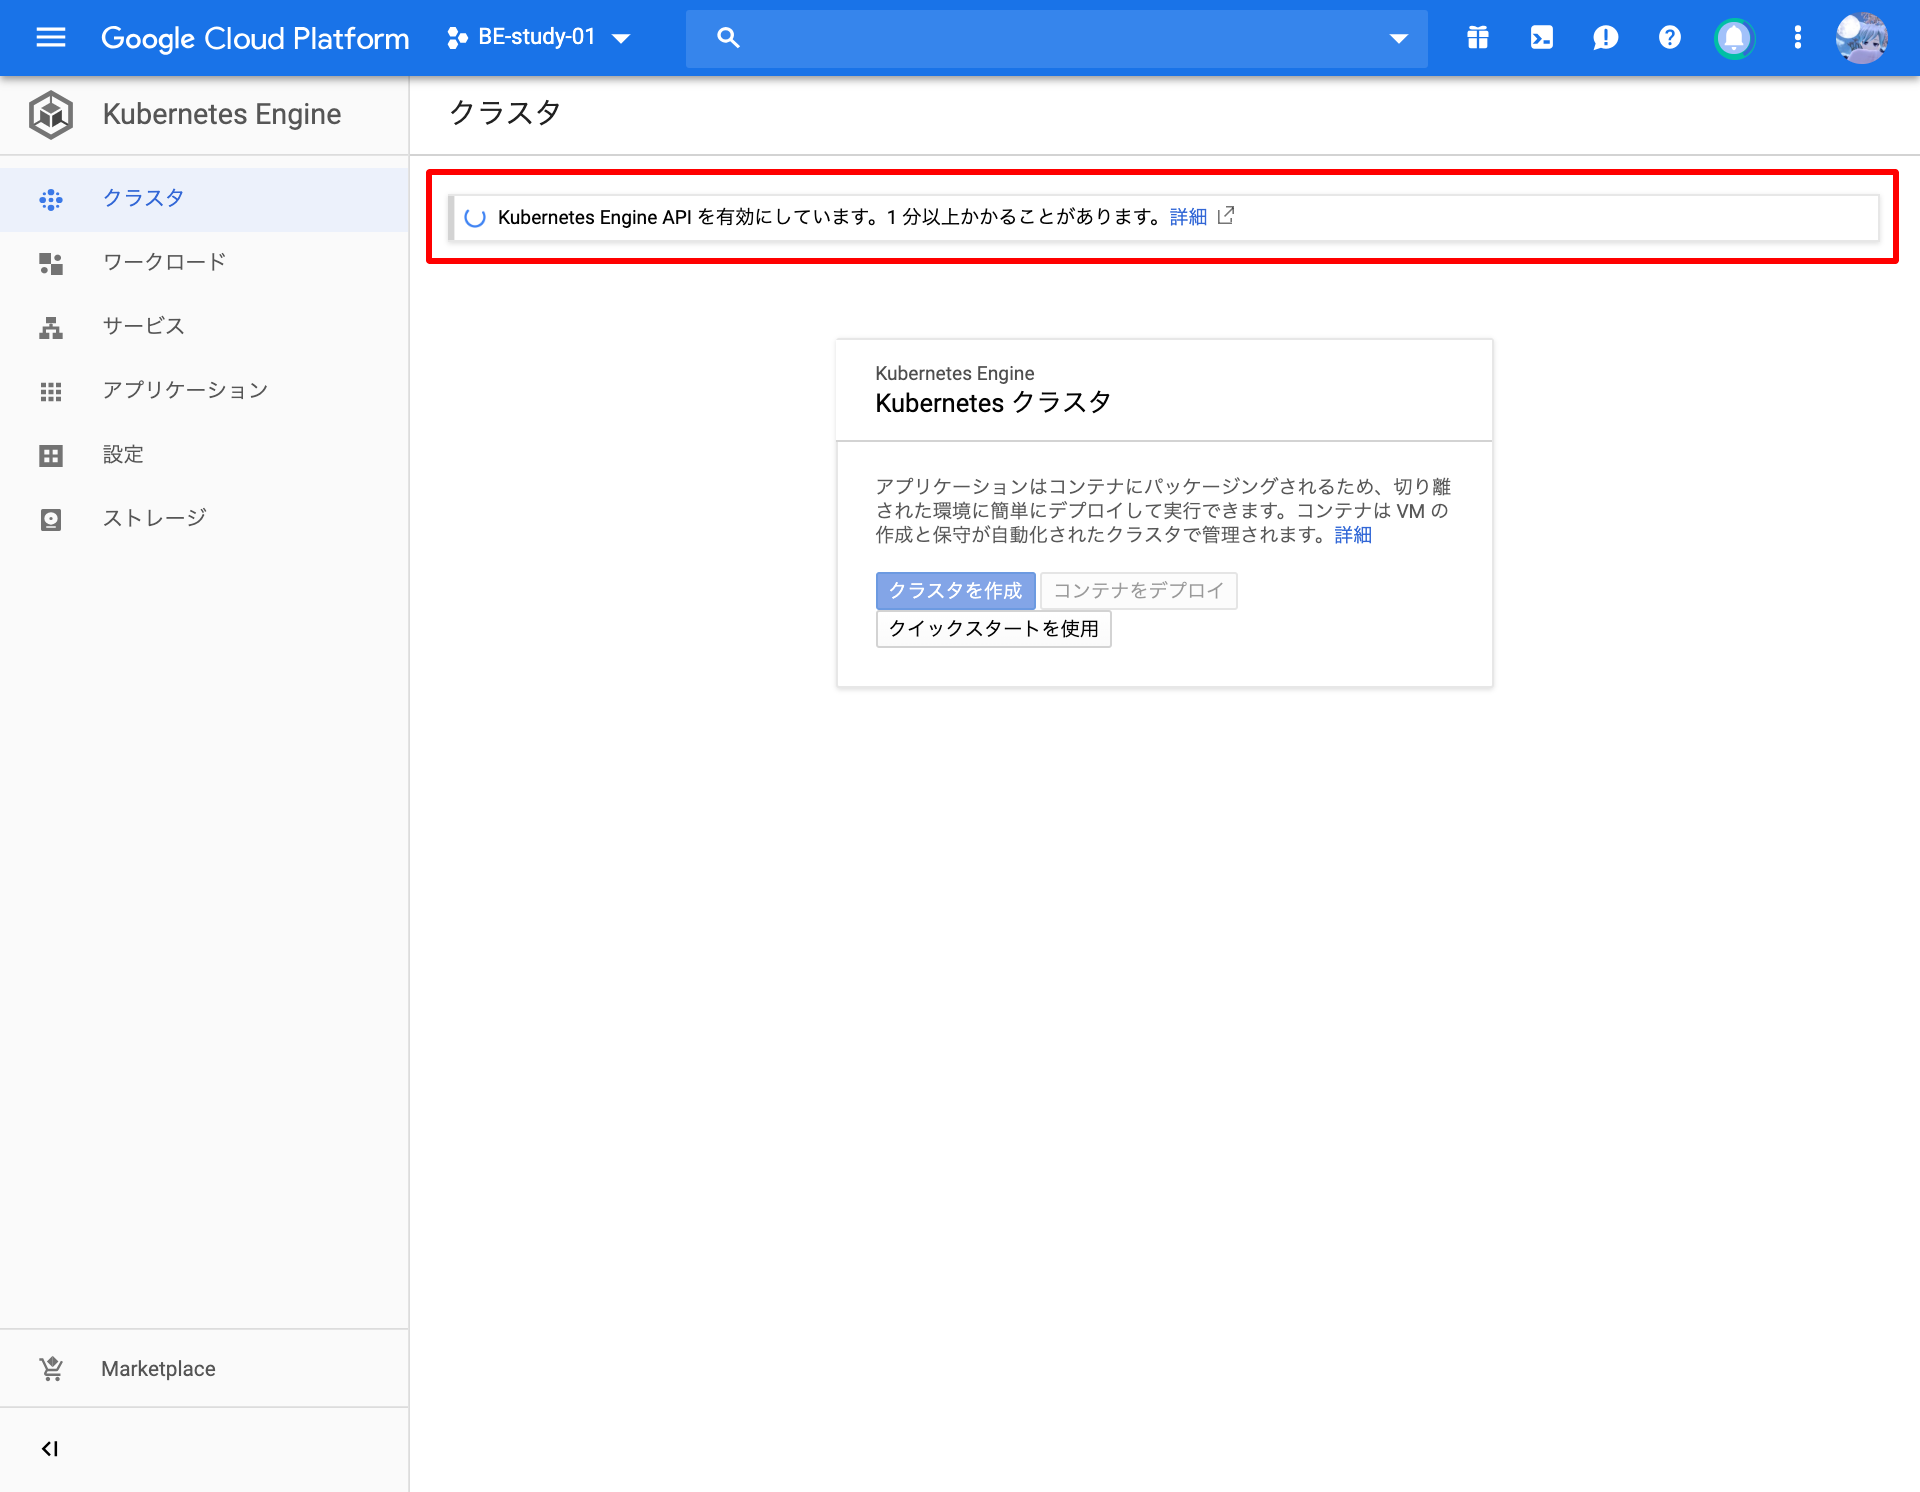 Google Cloud Platform
BE-study-01
Kubernetes Engine
クラスタ
クラスタ
ワークロード
サービス
アプリケーション
設定
ストレージ
Kubernetes Engine API を有効にしています。1 分以上かかることがあります。詳細
Kubernetes Engine
Kubernetes クラスタ
アプリケーションはコンテナにパッケージングされるため、切り離
された環境に簡単にデプロイして実行できます。コンテナは VM の
作成と保守が自動化されたクラスタで管理されます。詳細
クラスタを作成
コンテナをデプロイ
クイックスタートを使用
Marketplace